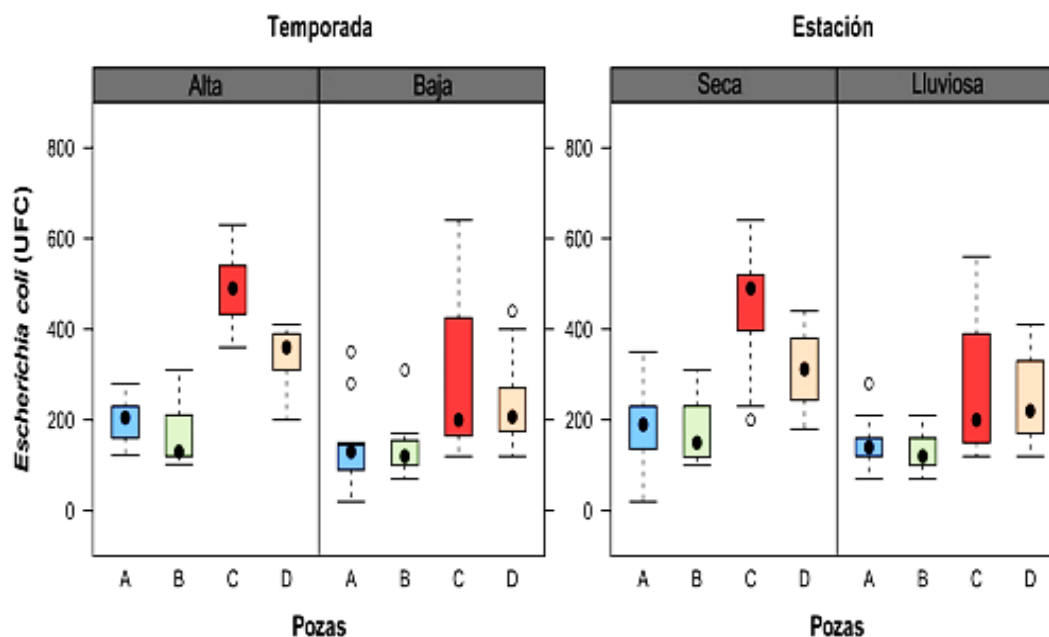 Temporada
Estación
Alta
Baja
Seca
Lluviosa
Escherichia coli (UFC)
800
600
400
200
0
800
600
400
200
0
A B C D A B C D
A B C D A B C D
Pozas
Pozas